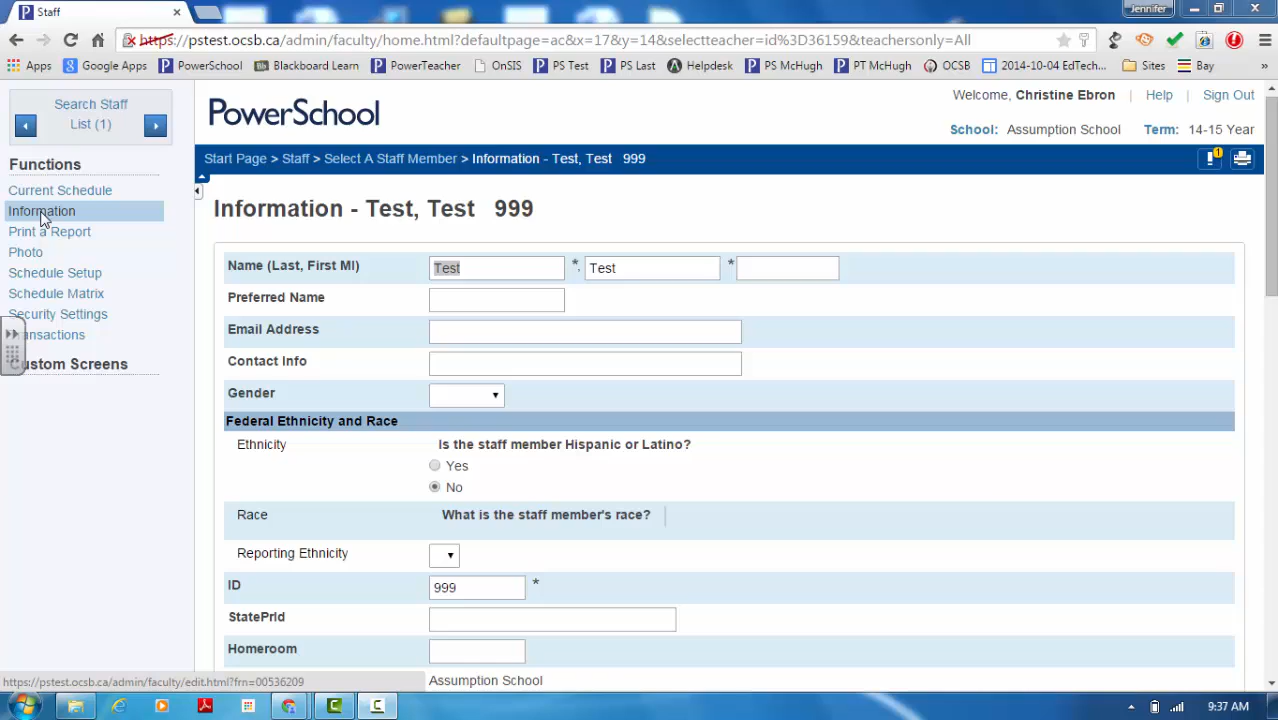 Staff
Jennifer
https://pstest.ocsb.ca/admin/faculty/home.html?defaultpage=ac&x=17&y=14&selectteacher=id%3D36159&teachersonly=All
Apps Google Apps PowerSchool Blackboard Learn PowerTeacher OnSIS PS Test PS Last Helpdesk PS McHugh PT McHugh OCSB 2014-10-04 EdTech... Sites Bay »
Search Staff
List (1)
Functions
Current Schedule
Information
Print a Report
Photo
Schedule Setup
Schedule Matrix
Security Settings
ansactions
ustom Screens
PowerSchool
Welcome, Christine Ebron | Help | Sign Out
School: Assumption School Term: 14-15 Year
Start Page > Staff > Select A Staff Member > Information - Test, Test 999
1
Information - Test, Test 999
Name (Last, First MI) Test *, Test *
Preferred Name
Email Address
Contact Info
Gender
Federal Ethnicity and Race
Ethnicity Is the staff member Hispanic or Latino?
Yes
No
Race What is the staff member's race?
Reporting Ethnicity
ID 999 *
StatePrId
Homeroom
Assumption School
https://pstest.ocsb.ca/admin/faculty/edit.html?frn=00536209
9:37 AM